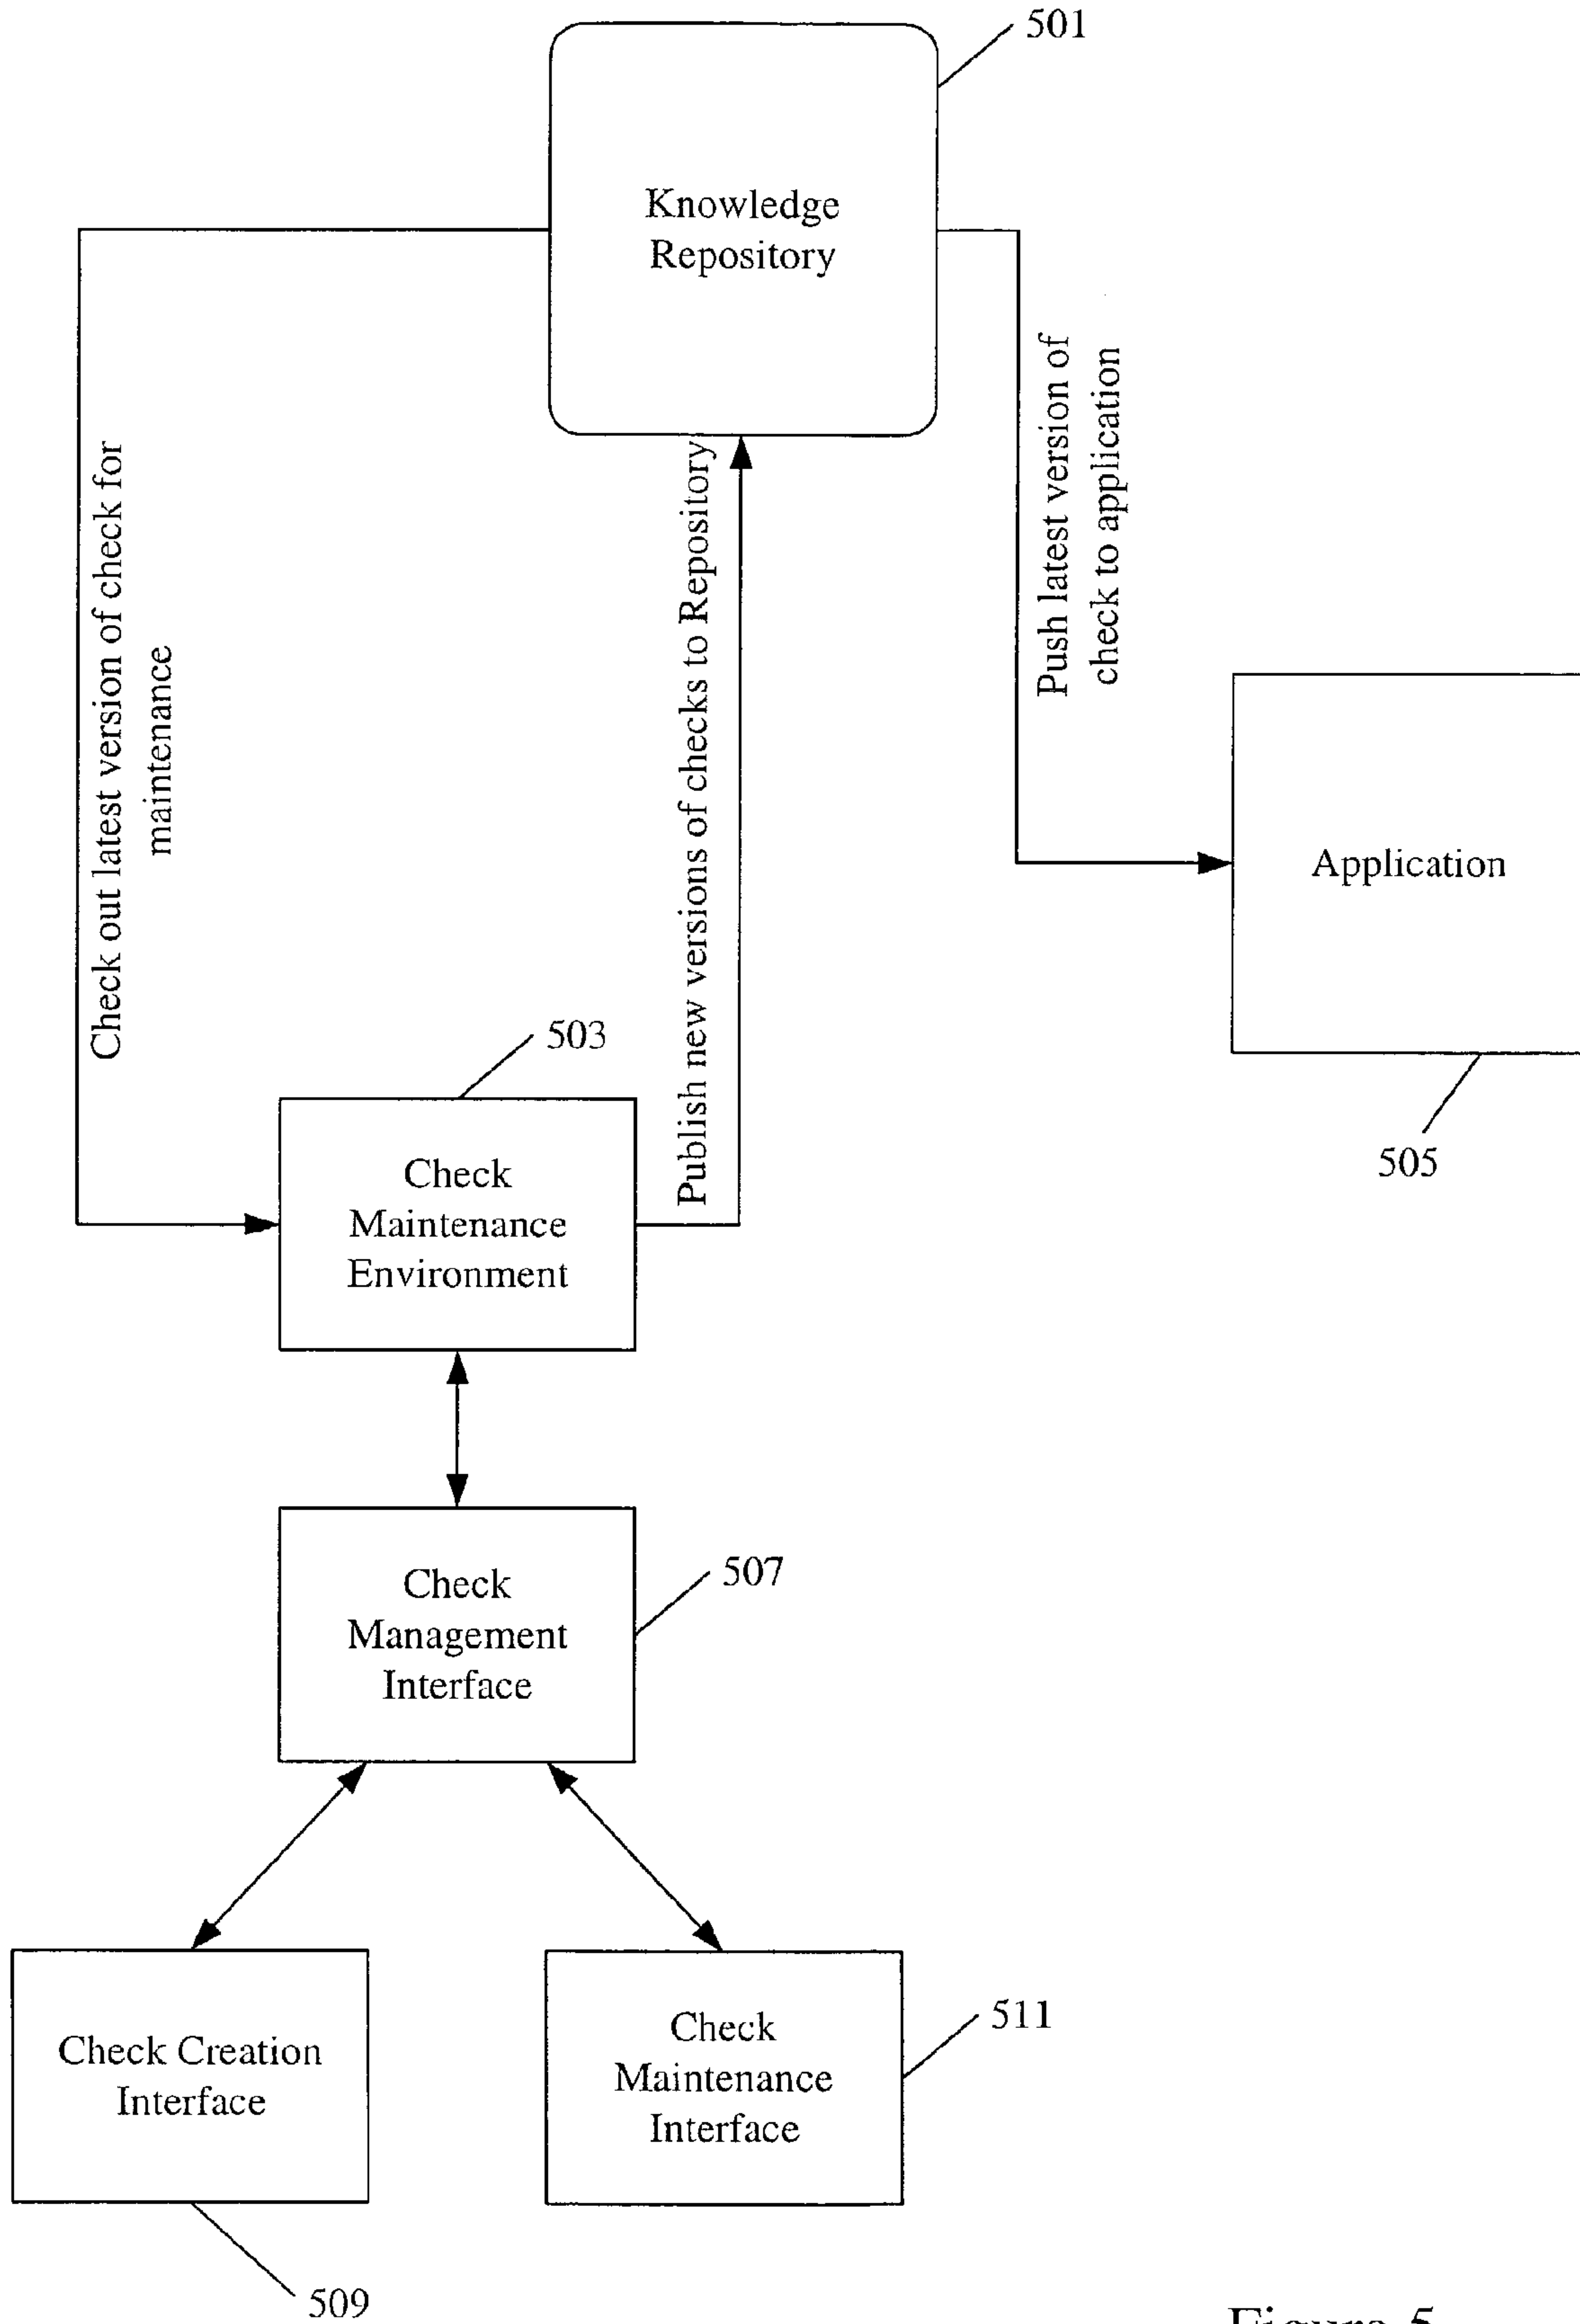 501
Knowledge
Repository
Check out latest version of check for
maintenance
Publish new versions of checks to Repository
Push latest version of
check to application
Application
505
503
Check
Maintenance
Environment
Check
Management
Interface
507
Check Creation
Interface
509
Check
Maintenance
Interface
511
Figure 5